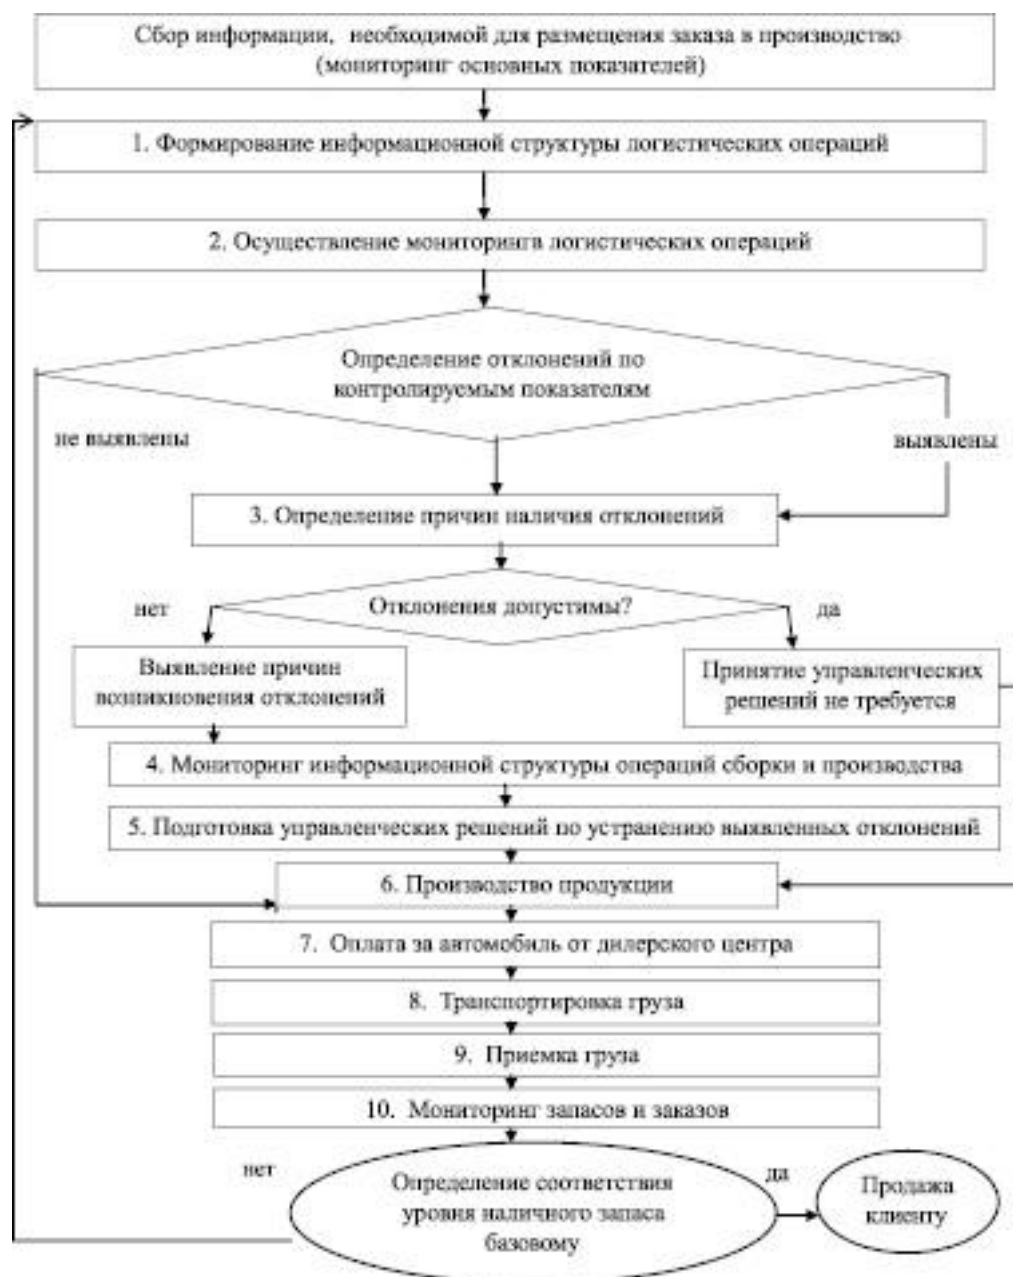 Сбор информации, необходимой для размещения заказа в производство
(мониторинг основных показателей)
1. Формирование информационной структуры логистических операций
2. Осуществление мониторинга логистических операций
Определение отклонений по
контролируемым показателям
не выявлены
выявлены
3. Определение причин наличия отклонений
нет
Отклонения допустимы?
да
Выявление причин
возникновения отклонений
Принятие управленческих
решений не требуется
4. Мониторинг информационной структуры операций сборки и производства
5. Подготовка управленческих решений по устранению выявленных отклонений
6. Производство продукции
7. Оплата за автомобиль от дилерского центра
8. Транспортировка груза
9. Приемка груза
10. Мониторинг запасов и заказов
нет
Определение соответствия
уровня наличного запаса
базовому
да
Продажа
клиенту